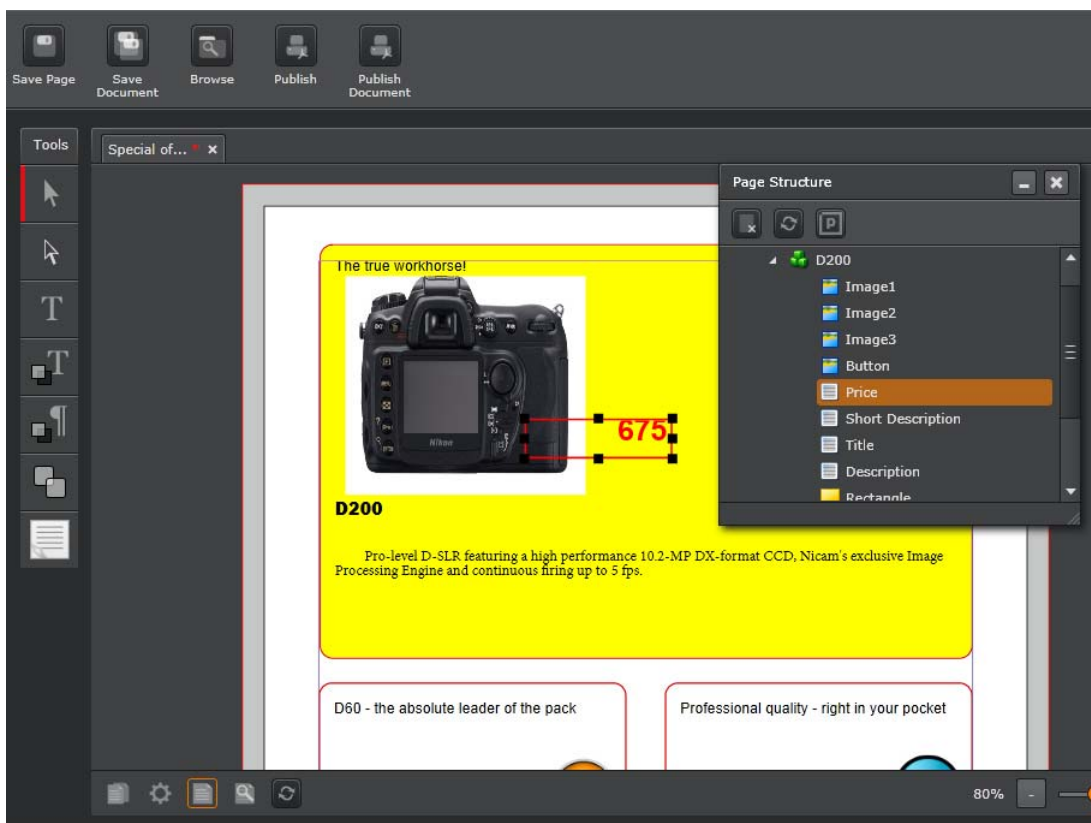 Save Page
Save
Document
Browse
Publish
Publish
Document
Tools
Special of... *
Page Structure
D200
Image1
Image2
Image3
Button
Price
Short Description
Title
Description
Rectangle
T
T
¶
P
The true workhorse!
Nikon
675
D200
Pro-level D-SLR featuring a high performance 10.2-MP DX-format CCD, Nicam's exclusive Image
Processing Engine and continuous firing up to 5 fps.
D60 - the absolute leader of the pack
Professional quality - right in your pocket
80%